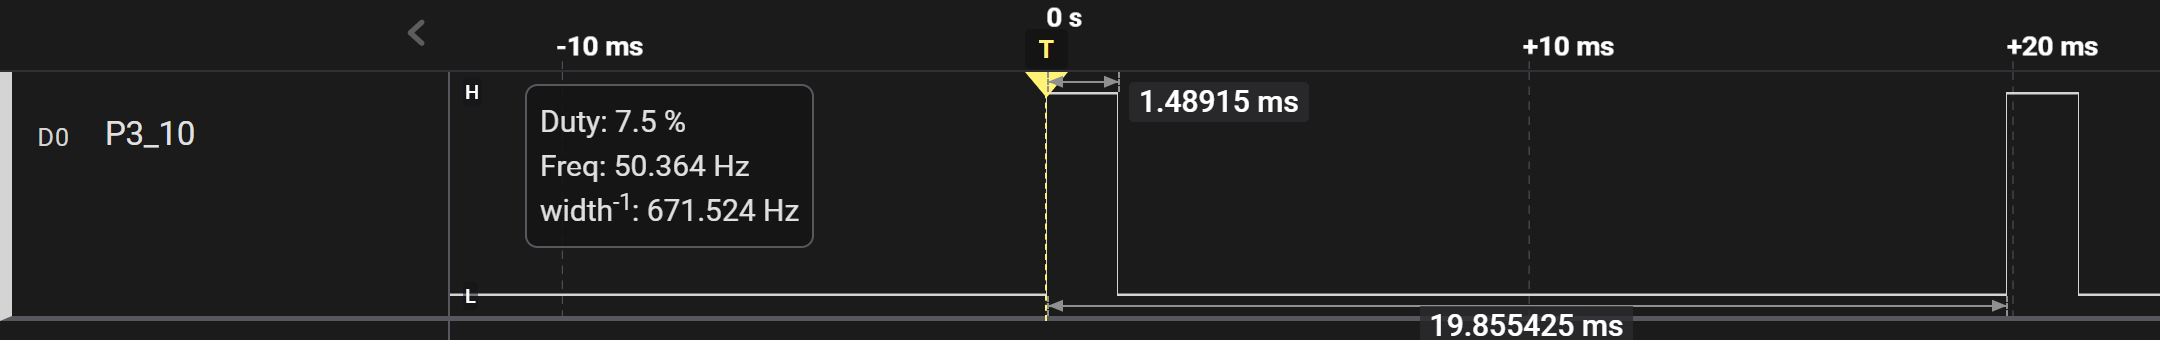 0 s
-10 ms
T
+10 ms
+20 ms
H
1.48915 ms
D0 P3_10
Duty: 7.5 %
Freq: 50.364 Hz
width⁻¹: 671.524 Hz
L
19.855425 ms